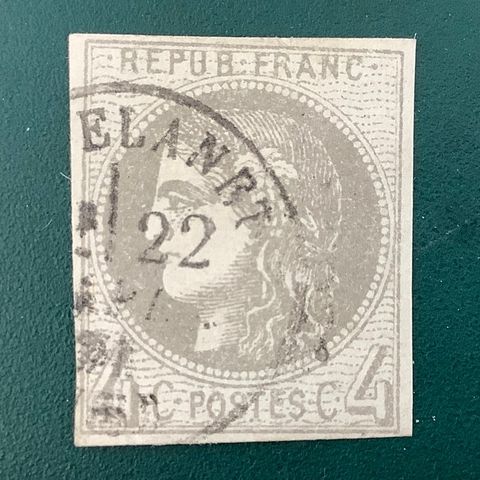 · REPUB · FRANC ·
ELANET
22
4 C · POSTES C 4